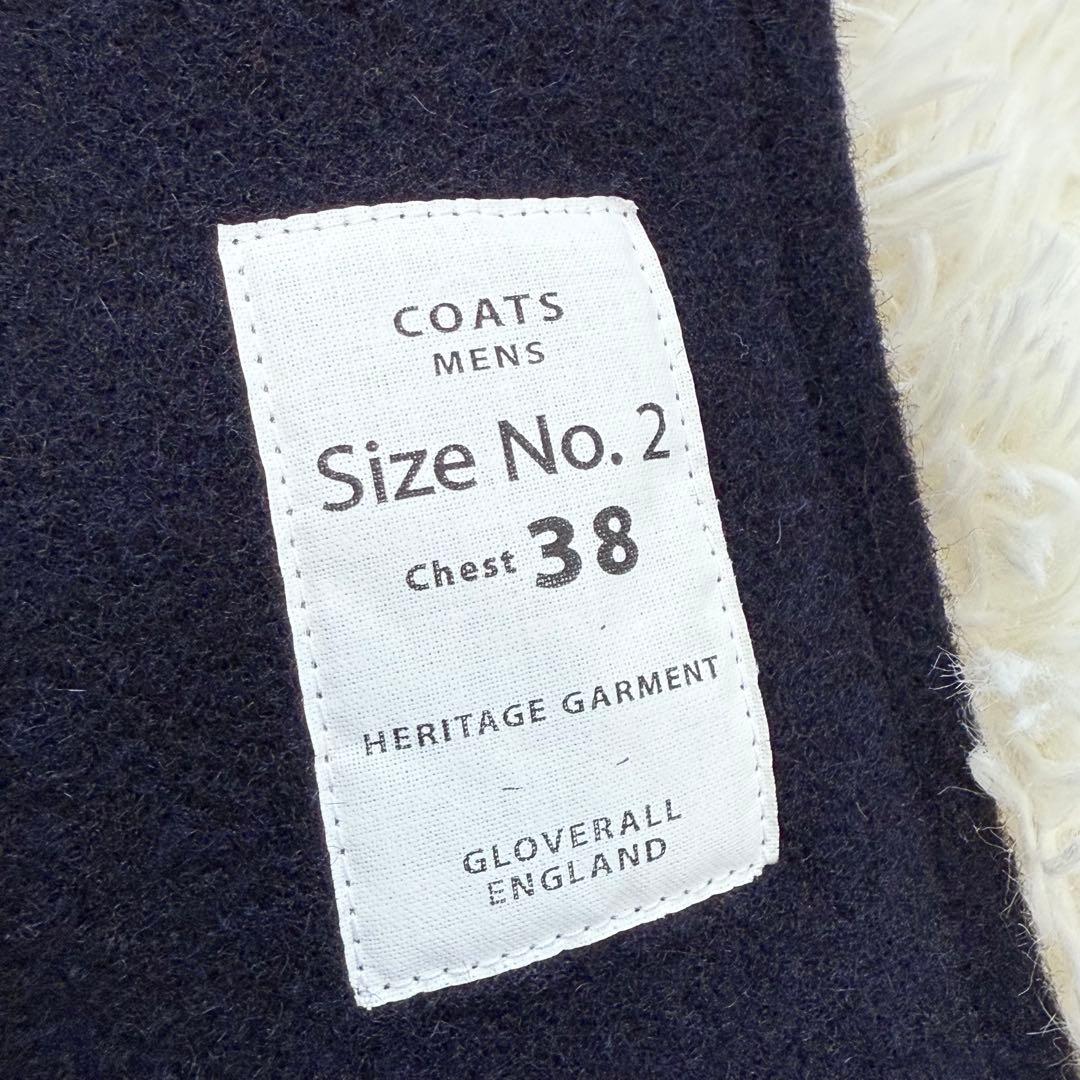 COATS
MENS
Size No. 2
Chest 38
HERITAGE GARMENT
GLOVERALL
ENGLAND